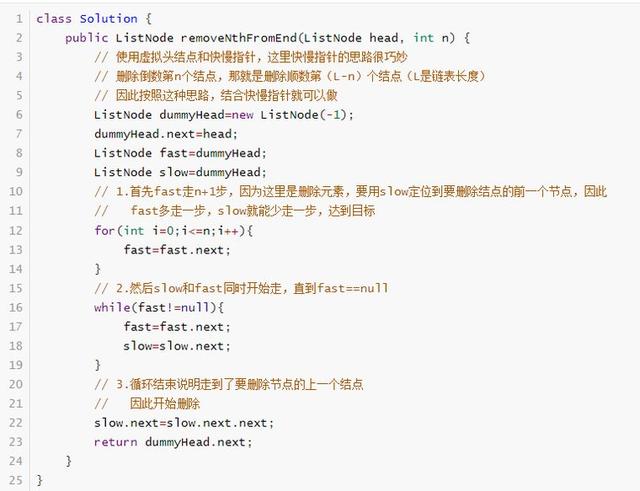 1 class Solution {
2     public ListNode removeNthFromEnd(ListNode head, int n) {
3         // 使用虚拟头结点和快慢指针，这里快慢指针的思路很巧妙
4         // 删除倒数第n个结点，那就是删除顺数第（L-n）个结点（L是链表长度）
5         // 因此按照这种思路，结合快慢指针就可以做
6         ListNode dummyHead=new ListNode(-1);
7         dummyHead.next=head;
8         ListNode fast=dummyHead;
9         ListNode slow=dummyHead;
10         // 1.首先fast走n+1步，因为这里是删除元素，要用slow定位到要删除结点的前一个节点，因此
11         //   fast多走一步，slow就能少走一步，达到目标
12         for(int i=0;i<=n;i++){
13             fast=fast.next;
14         }
15         // 2.然后slow和fast同时开始走，直到fast==null
16         while(fast!=null){
17             fast=fast.next;
18             slow=slow.next;
19         }
20         // 3.循环结束说明走到了要删除节点的上一个结点
21         //   因此开始删除
22         slow.next=slow.next.next;
23         return dummyHead.next;
24     }
25 }